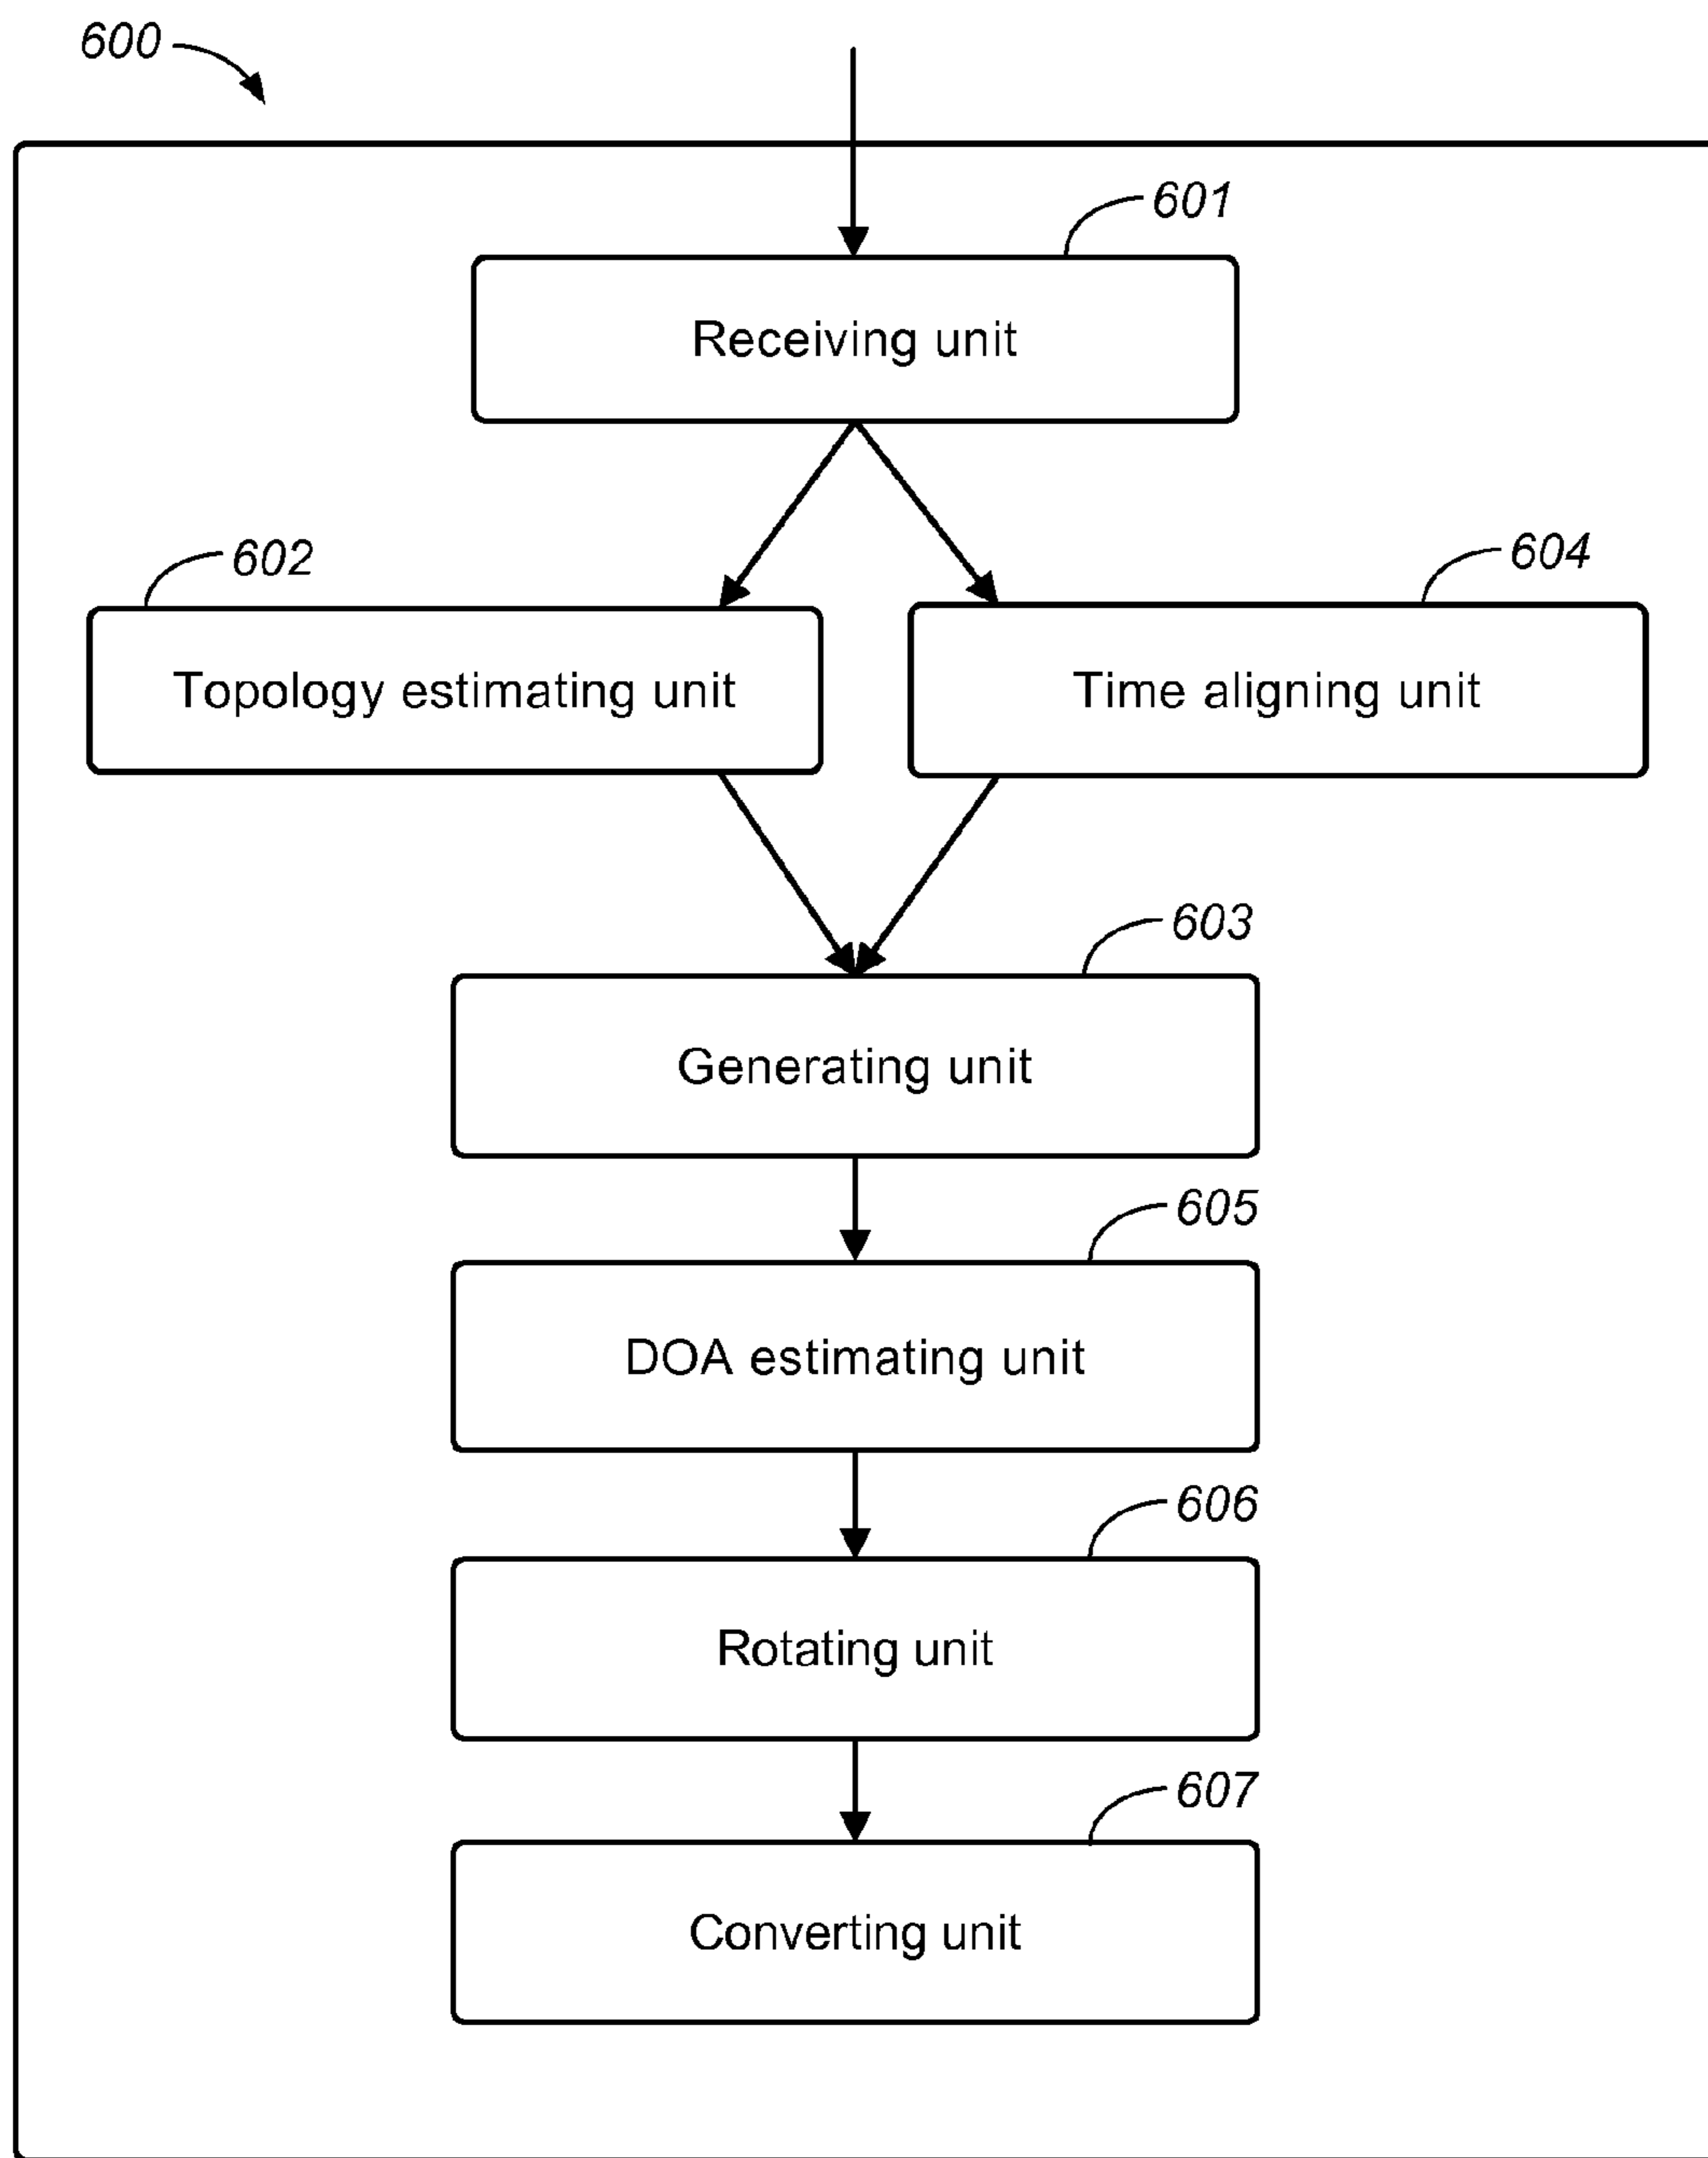 600
601
Receiving unit
602
604
Topology estimating unit
Time aligning unit
603
Generating unit
605
DOA estimating unit
606
Rotating unit
607
Converting unit